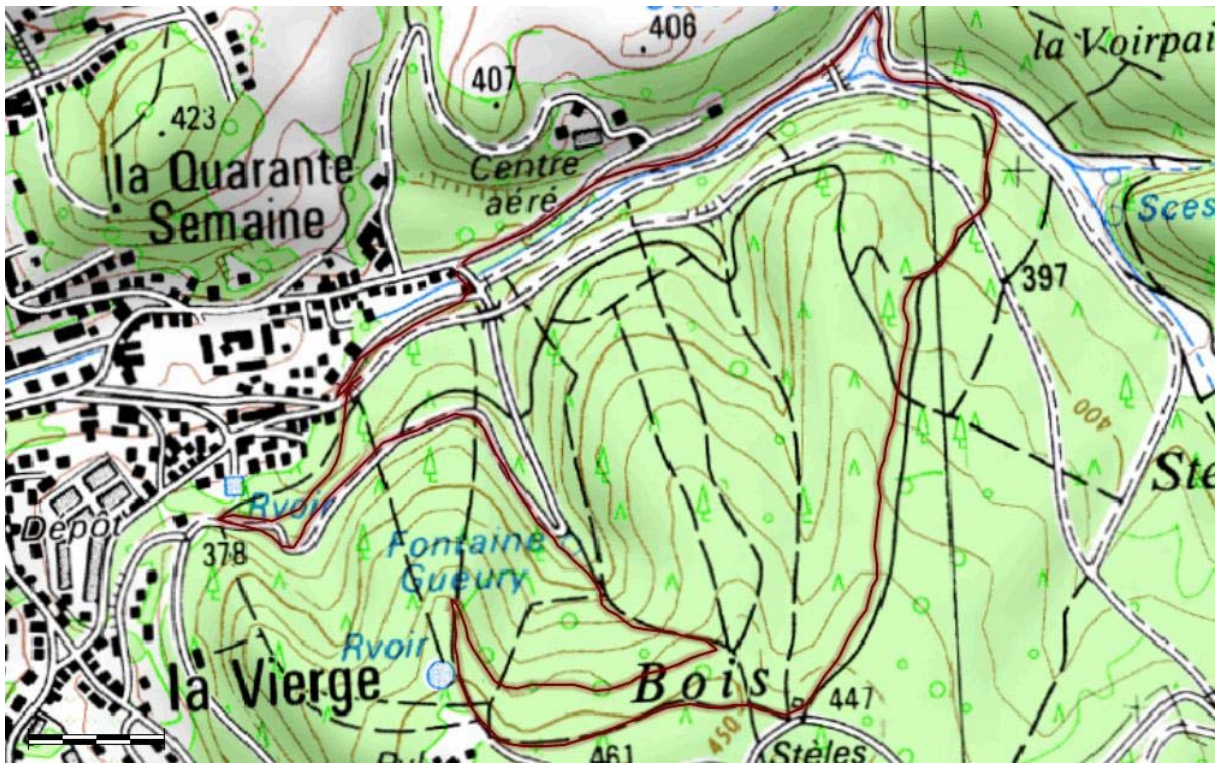 406
la Voirpai
407
423
la Quarante
Semaine
Centre
aéré
Sces
397
400
Ste
Rvoir
Dépôt
378
Fontaine
Gueury
Rvoir
la Vierge
Bois
447
450
461
Stèles